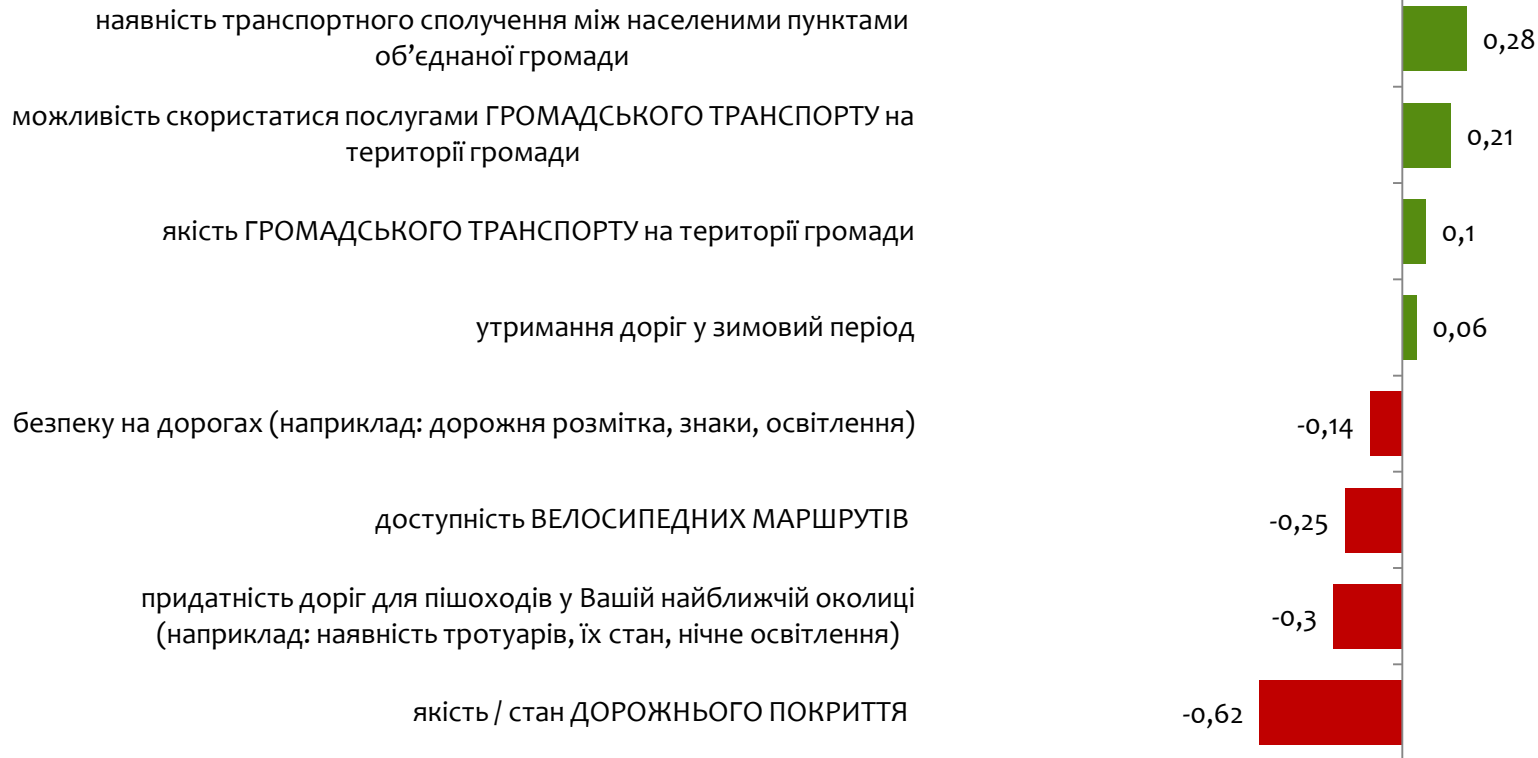 наявність транспортного сполучення між населеними пунктами
об’єднаної громади
0,28
можливість скористатися послугами ГРОМАДСЬКОГО ТРАНСПОРТУ на
території громади
0,21
якість ГРОМАДСЬКОГО ТРАНСПОРТУ на території громади
0,1
утримання доріг у зимовий період
0,06
безпеку на дорогах (наприклад: дорожня розмітка, знаки, освітлення)
-0,14
доступність ВЕЛОСИПЕДНИХ МАРШРУТІВ
-0,25
придатність доріг для пішоходів у Вашій найближчій околиці
(наприклад: наявність тротуарів, їх стан, нічне освітлення)
-0,3
якість / стан ДОРОЖНЬОГО ПОКРИТТЯ
-0,62